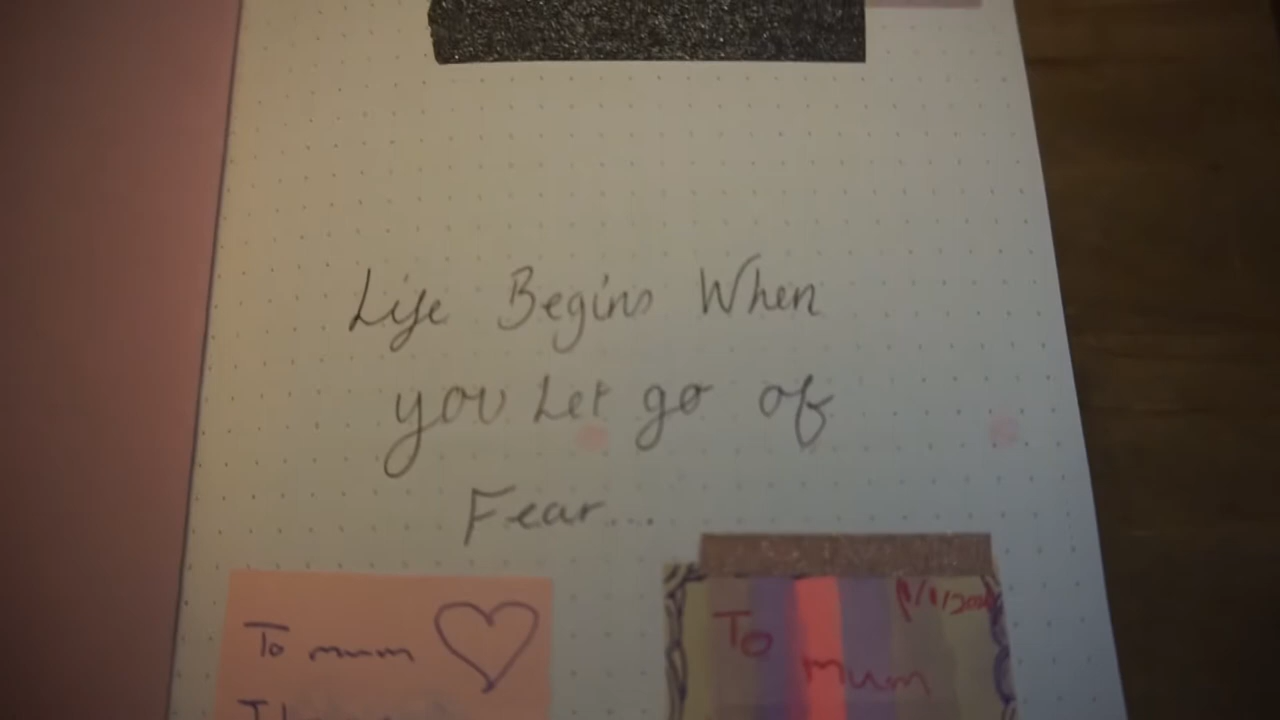 Life Begins When
you Let go of
Fear...
To mum
To
mum